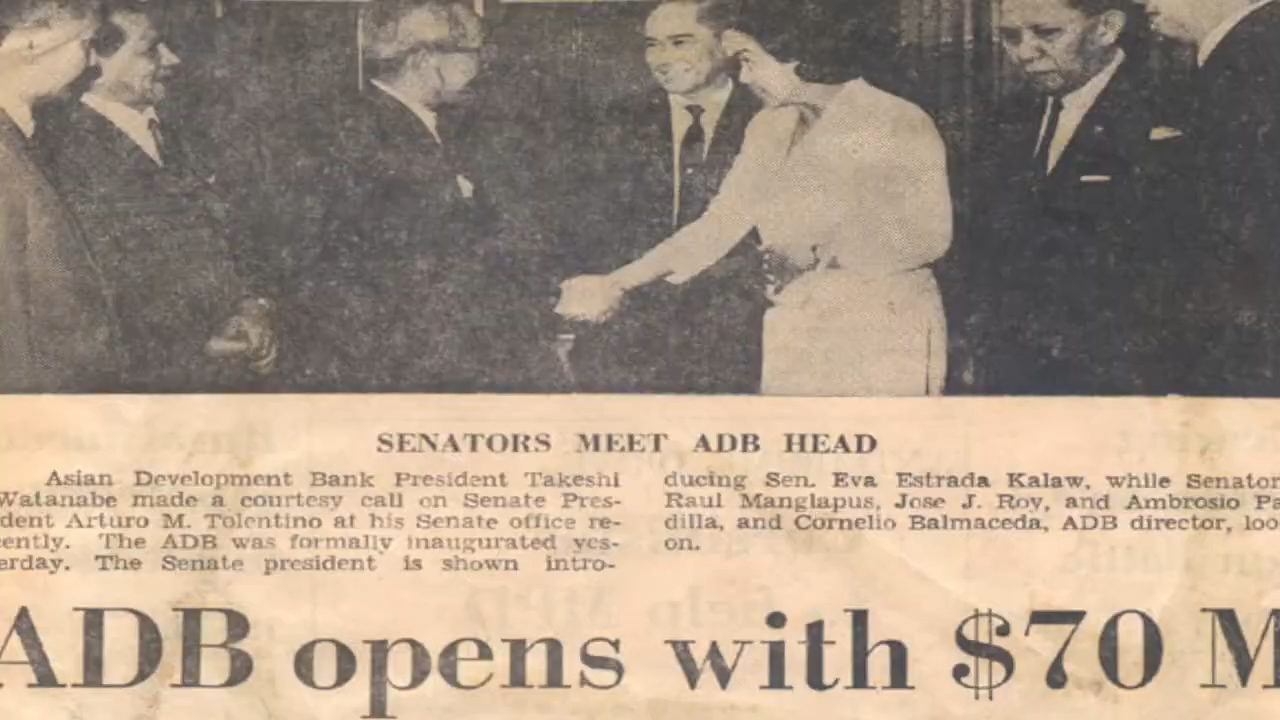 SENATORS MEET ADB HEAD
Asian Development Bank President Takeshi
Watanabe made a courtesy call on Senate Pres-
dent Arturo M. Tolentino at his Senate office re-
cently. The ADB was formally inaugurated yes-
erday. The Senate president is shown intro-
ducing Sen. Eva Estrada Kalaw, while Senator
Raul Manglapus, Jose J. Roy, and Ambrosio Pa
dilla, and Cornelio Balmaceda, ADB director, loo
on.
ADB opens with $70 M